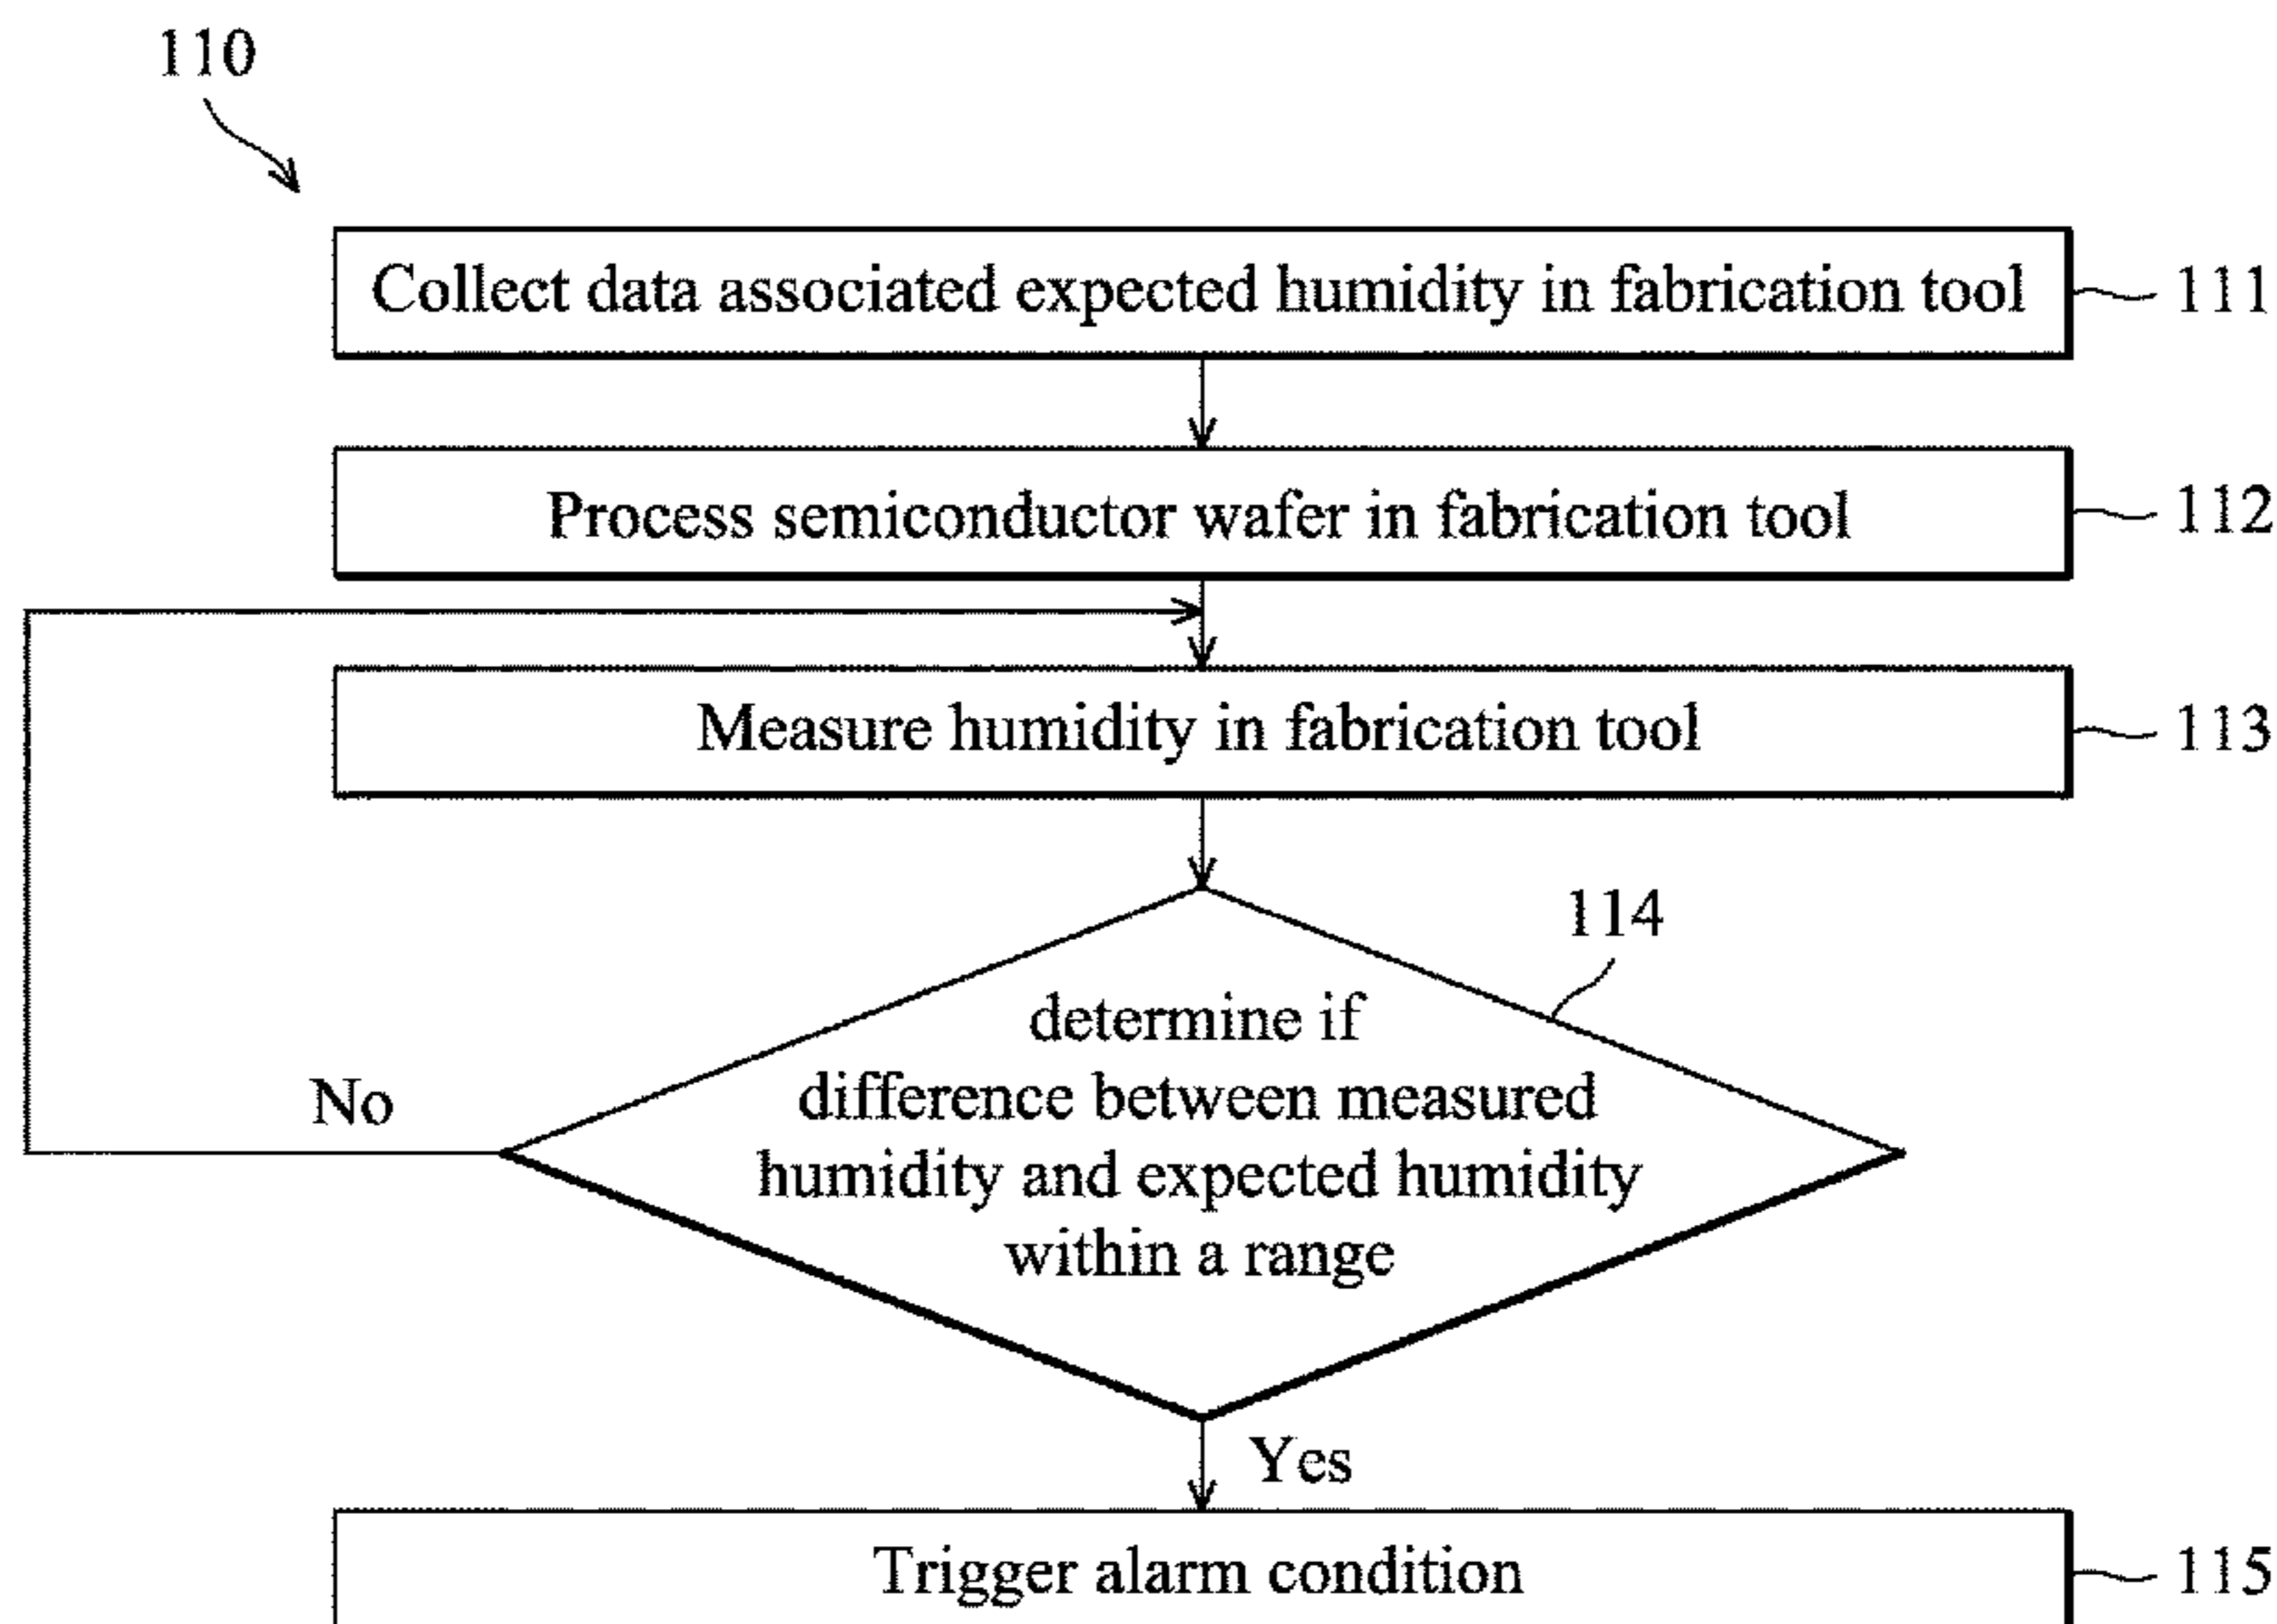 110
Collect data associated expected humidity in fabrication tool
111
Process semiconductor wafer in fabrication tool
112
Measure humidity in fabrication tool
113
114
determine if
difference between measured
humidity and expected humidity
within a range
No
Yes
Trigger alarm condition
115